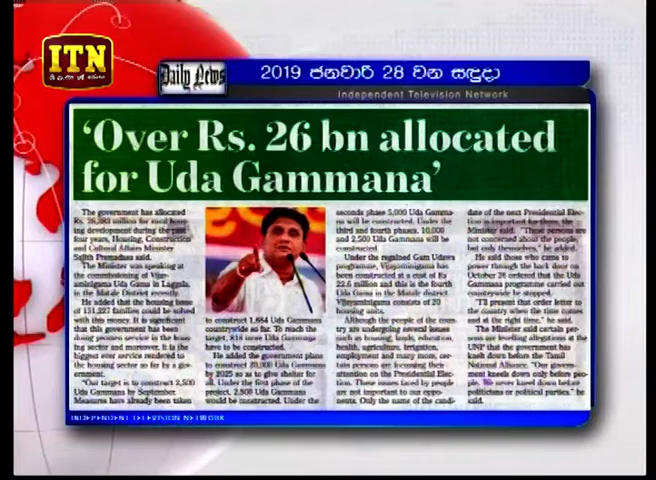 ITN
Daily News
2019 ජනවාරි 28 වන සඳුදා
Independent Television Network
‘Over Rs. 26 bn allocated
for Uda Gammana’
The government has allocated
Rs. 26,283 million for rural hous-
ing development during the past
four years, Housing, Construction
and Cultural Affairs Minister
Sajith Premadasa said.
The Minister was speaking at
the commissioning of Vijay-
amirigama Uda Gama in Laggala,
in the Matale District recently.
He added that the housing issue
of 131,227 families could be solved
with this money. It is significant
that this government has been
doing precious service in the hous-
ing sector and moreover, it is the
biggest ever service rendered to
the housing sector so far by a gov-
ernment.
"Our target is to construct 2,500
Uda Gammana by September.
Measures have already been taken
to construct 1,684 Uda Gammana
countrywide so far. To reach the
target, 816 more Uda Gammana
have to be constructed.
He added the government plans
to construct 20,000 Uda Gammana
by 2025 so as to give shelter for
all. Under the first phase of the
project, 2,500 Uda Gammana
would be constructed. Under the
seconds phase 5,000 Uda Gamma-
na will be constructed. Under the
third and fourth phases, 10,000
and 2,500 Uda Gammana will be
constructed.
Under the regained Gam Udawa
programme, Vijayamirigama has
been constructed at a cost of Rs
22.6 million and this is the fourth
Uda Gama in the Matale district.
Vijayamirigama consists of 20
housing units.
Although the people of the coun-
try are undergoing several issues
such as housing, lands, education,
health, agriculture, irrigation,
employment and many more, cer-
tain persons are focussing their
attention on the Presidential Elec-
tion. These issues faced by people
are not important to our oppo-
nents. Only the name of the candi-
date of the next Presidential Elec-
tion is important for them, the
Minister said. "These persons are
not concerned about the people,
but only themselves," he added.
He said those who came to
power through the back door on
October 26 ordered that the Uda
Gammana programme carried out
countrywide be stopped.
"I'll present that order letter to
the country when the time comes
and at the right time," he said.
The Minister said certain per-
sons are levelling allegations at the
UNP that the government has
kneeled down before the Tamil
National Alliance. "Our govern-
ment kneels down only before peo-
ple. We never kneel down before
politicians or political parties," he
said.
INDEPENDENT TELEVISION NETWORK